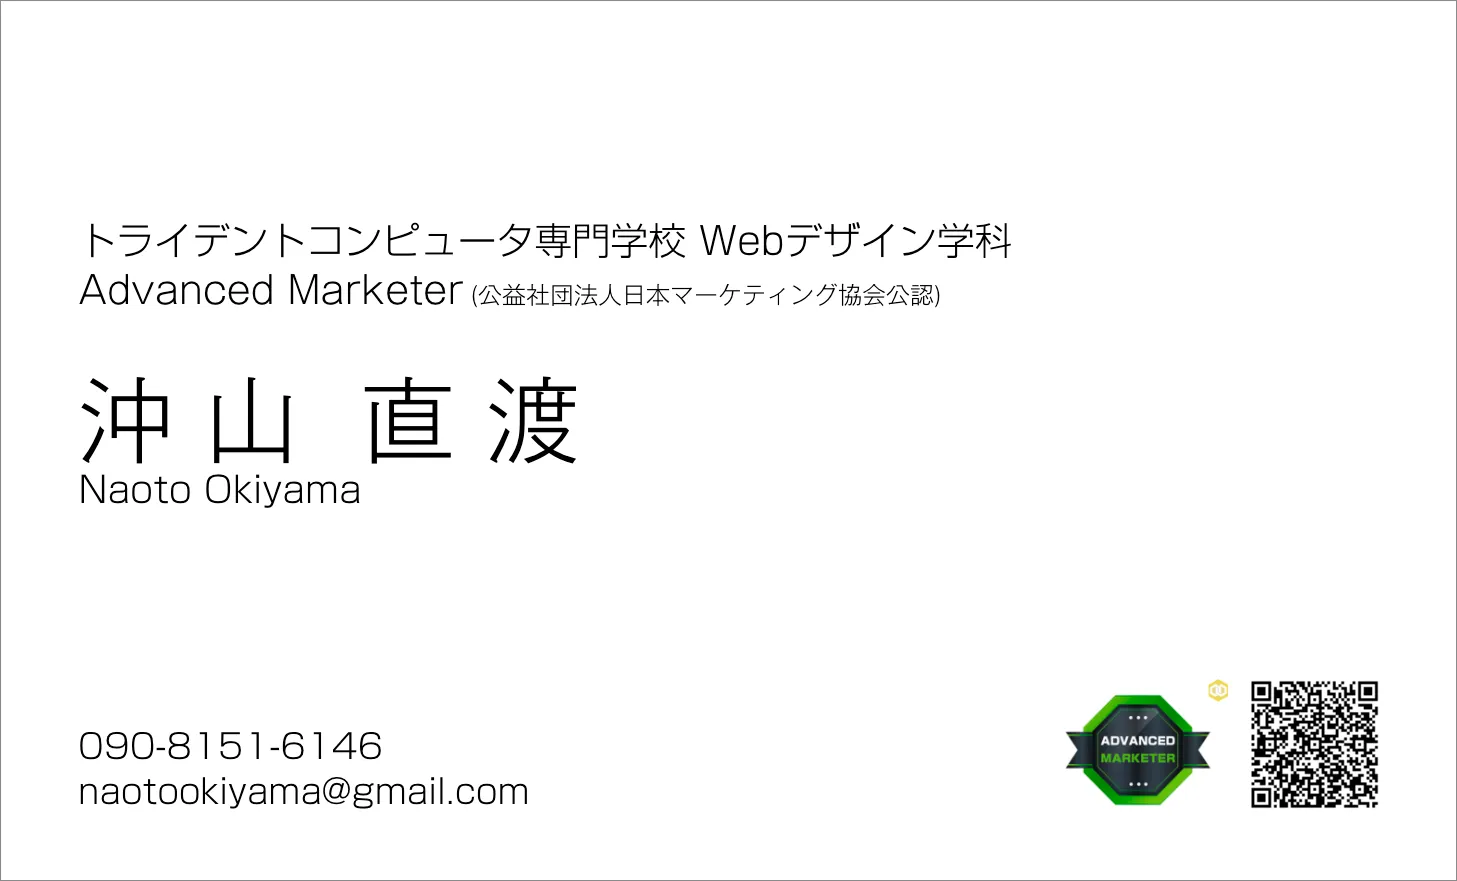 トライデントコンピュータ専門学校 Webデザイン学科
Advanced Marketer (公益社団法人日本マーケティング協会公認)
沖山 直渡
Naoto Okiyama
090-8151-6146
naotookiyama@gmail.com
ADVANCED
MARKETER